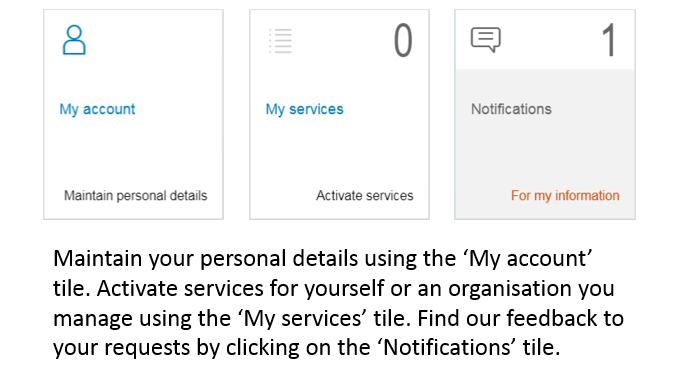 0
1
My account
My services
Notifications
Maintain personal details
Activate services
For my information
Maintain your personal details using the ‘My account’
tile. Activate services for yourself or an organisation you
manage using the ‘My services’ tile. Find our feedback to
your requests by clicking on the ‘Notifications’ tile.